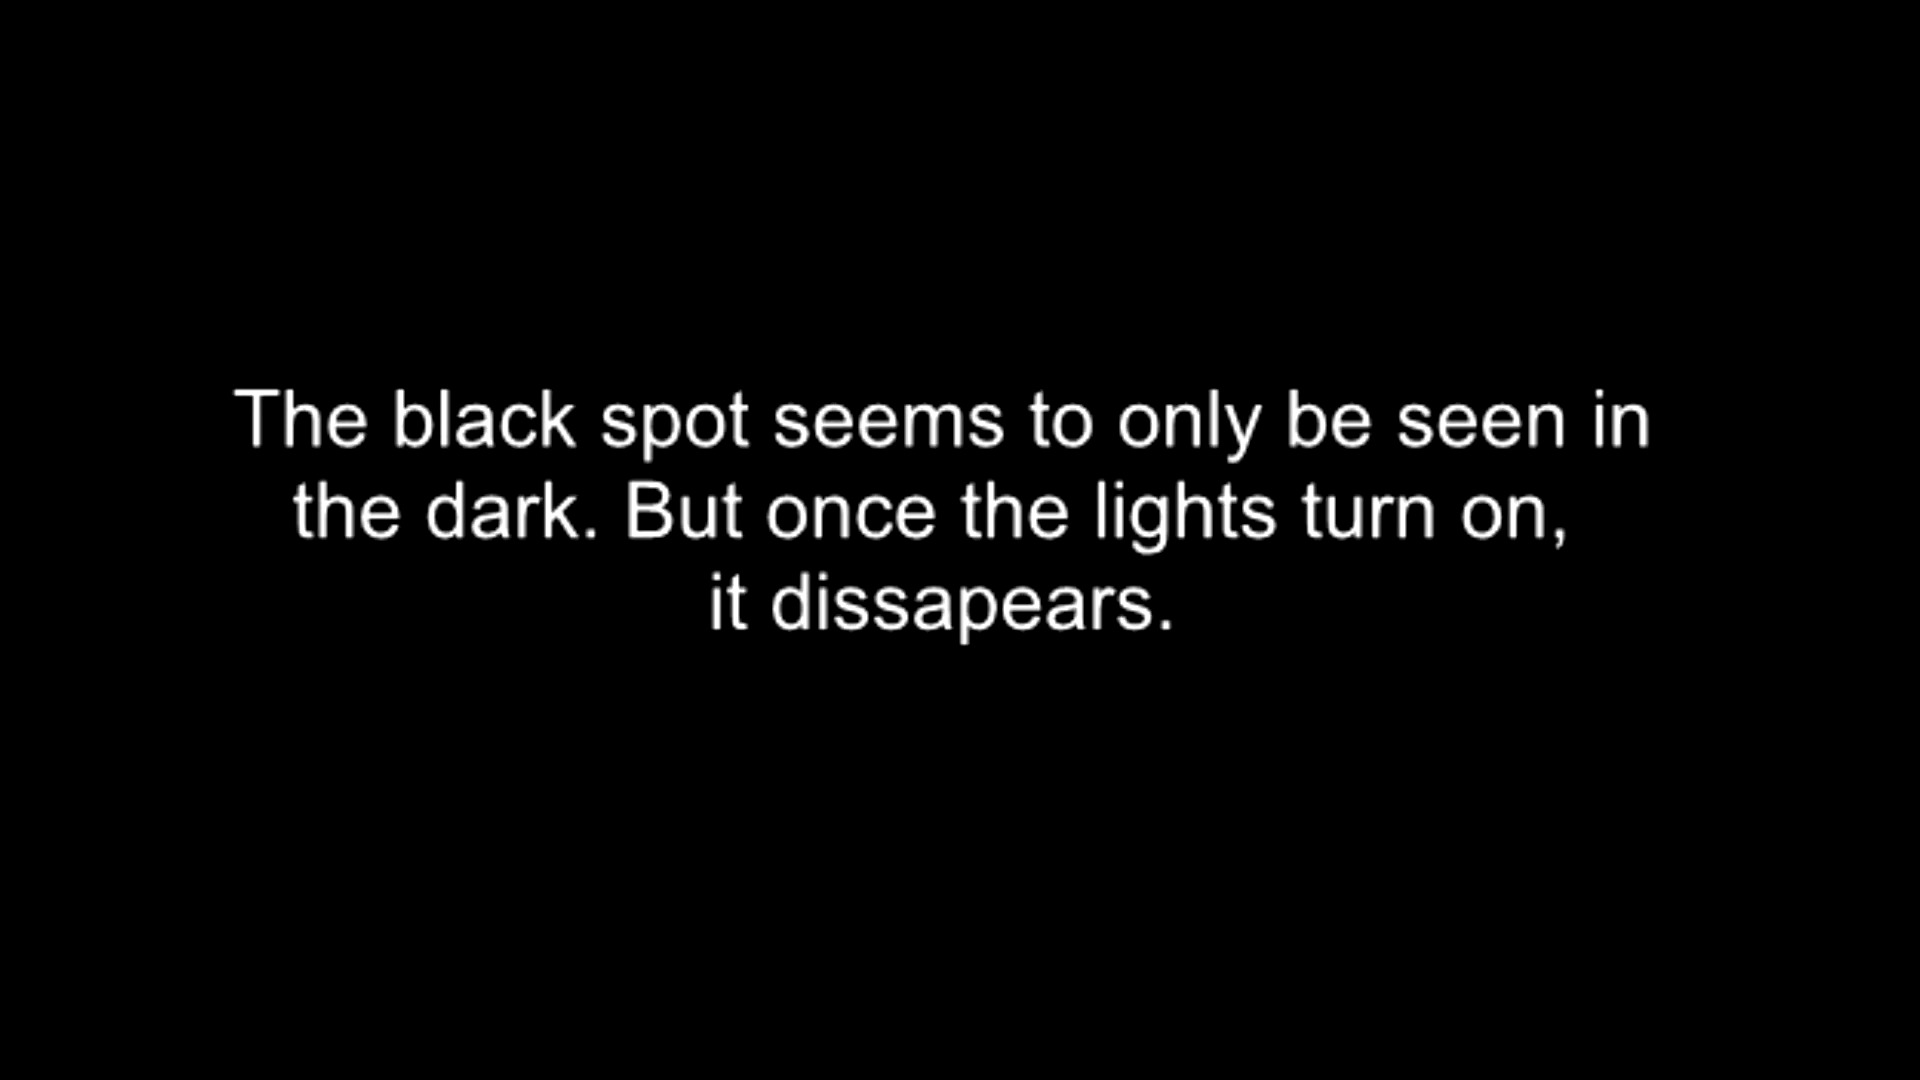 The black spot seems to only be seen in
the dark. But once the lights turn on,
it dissapears.